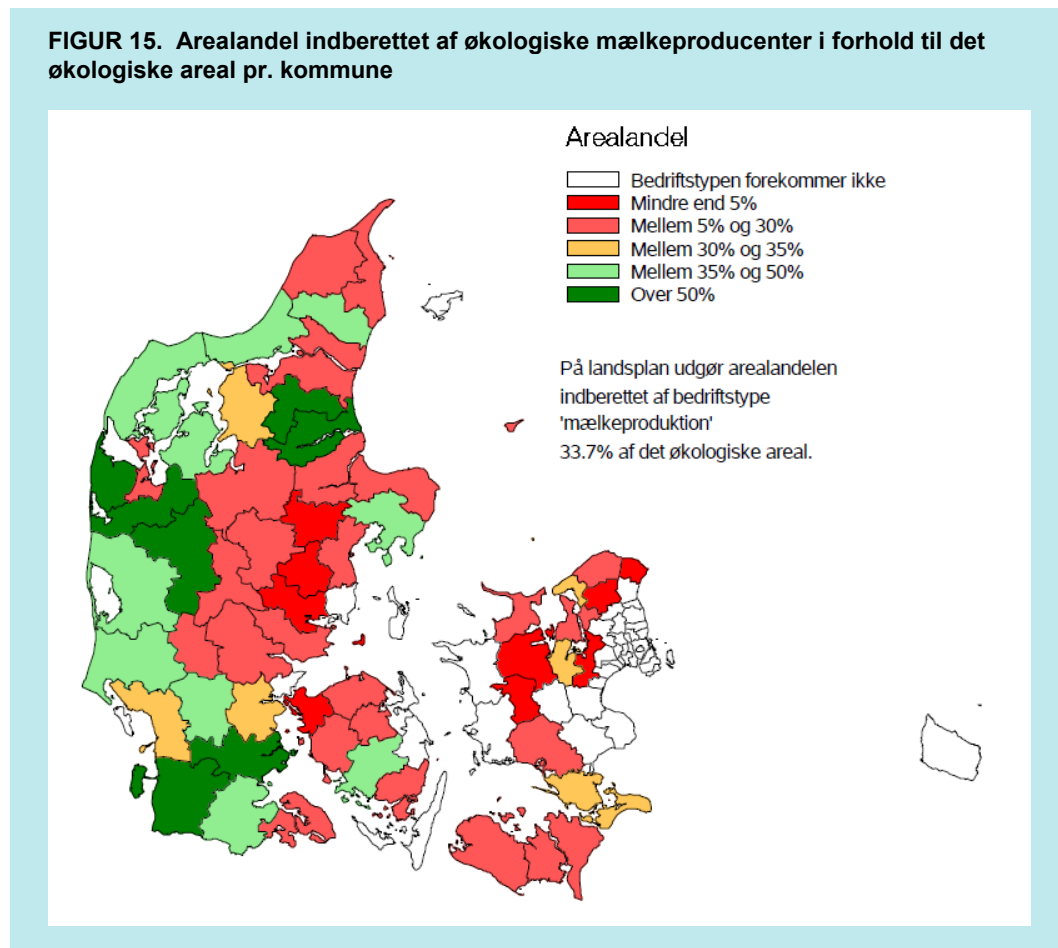 FIGUR 15. Arealandel indberettet af økologiske mælkeproducenter i forhold til det
økologiske areal pr. kommune
Arealandel
Bedriftstypen forekommer ikke
Mindre end 5%
Mellem 5% og 30%
Mellem 30% og 35%
Mellem 35% og 50%
Over 50%
På landsplan udgør arealandelen
indberettet af bedriftstype
'mælkeproduktion'
33.7% af det økologiske areal.